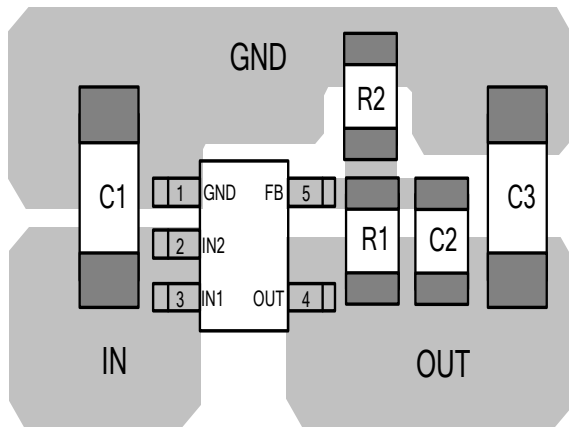 GND
R2
C1
1 GND FB 5
C3
R1
C2
2 IN2
3 IN1 OUT 4
IN
OUT